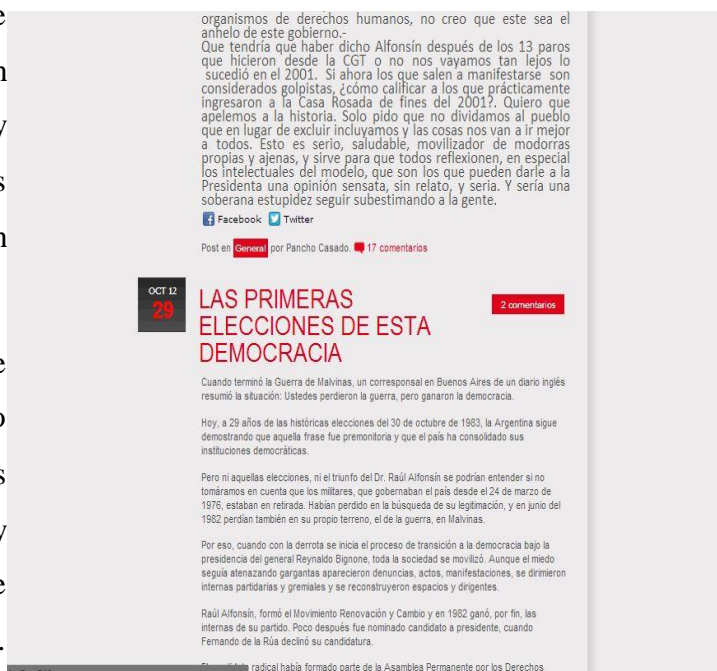 organismos de derechos humanos, no creo que este sea el
anhelo de este gobierno.-
Que tendría que haber dicho Alfonsín después de los 13 paros
que hicieron desde la CGT o no nos vayamos tan lejos lo
sucedió en el 2001. Si ahora los que salen a manifestarse son
considerados golpistas, ¿cómo calificar a los que prácticamente
ingresaron a la Casa Rosada de fines del 2001?. Quiero que
apelemos a la historia. Solo pido que no dividamos al pueblo
que en lugar de excluir incluyamos y las cosas nos van a ir mejor
a todos. Esto es serio, saludable, movilizador de modorras
propias y ajenas, y sirve para que todos reflexionen, en especial
los intelectuales del modelo, que son los que pueden darle a la
Presidenta una opinión sensata, sin relato, y seria. Y sería una
soberana estupidez seguir subestimando a la gente.
Facebook Twitter
Post en General por Pancho Casado. 17 comentarios
OCT 12
29
LAS PRIMERAS
ELECCIONES DE ESTA
DEMOCRACIA
2 comentarios
Cuando terminó la Guerra de Malvinas, un corresponsal en Buenos Aires de un diario inglés
resumió la situación: Ustedes perdieron la guerra, pero ganaron la democracia.
Hoy, a 29 años de las históricas elecciones del 30 de octubre de 1983, la Argentina sigue
demostrando que aquella frase fue premonitoria y que el país ha consolidado sus
instituciones democráticas.
Pero ni aquellas elecciones, ni el triunfo del Dr. Raúl Alfonsín se podrían entender si no
tomáramos en cuenta que los militares, que gobernaban el país desde el 24 de marzo de
1976, estaban en retirada. Habían perdido en la búsqueda de su legitimación, y en junio del
1982 perdían también en su propio terreno, el de la guerra, en Malvinas.
Por eso, cuando con la derrota se inicia el proceso de transición a la democracia bajo la
presidencia del general Reynaldo Bignone, toda la sociedad se movilizó. Aunque el miedo
seguía atenazando gargantas aparecieron denuncias, actos, manifestaciones, se dirimieron
internas partidarias y gremiales y se reconstruyeron espacios y dirigentes.
Raúl Alfonsín, formó el Movimiento Renovación y Cambio y en 1982 ganó, por fin, las
internas de su partido. Poco después fue nominado candidato a presidente, cuando
Fernando de la Rúa declinó su candidatura.
radical había formado parte de la Asamblea Permanente por los Derechos